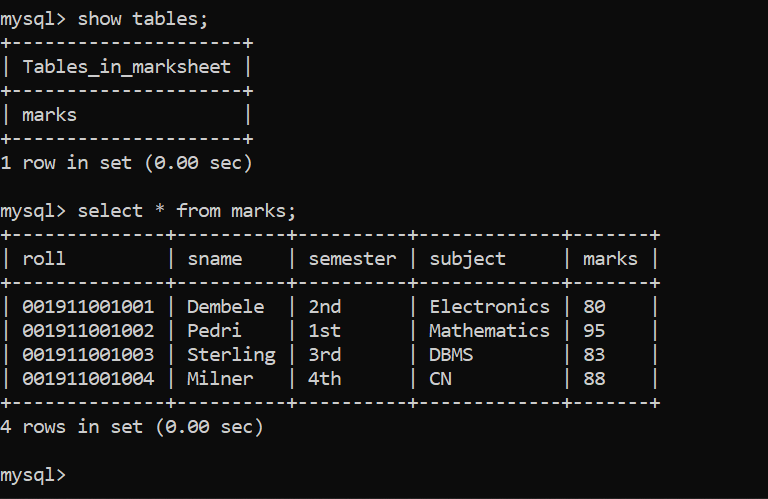 mysql> show tables;
+---------------------+
| Tables_in_marksheet |
+---------------------+
| marks               |
+---------------------+
1 row in set (0.00 sec)

mysql> select * from marks;
+--------------+----------+----------+-------------+-------+
| roll         | sname    | semester | subject     | marks |
+--------------+----------+----------+-------------+-------+
| 001911001001 | Dembele  | 2nd      | Electronics | 80    |
| 001911001002 | Pedri    | 1st      | Mathematics | 95    |
| 001911001003 | Sterling | 3rd      | DBMS        | 83    |
| 001911001004 | Milner   | 4th      | CN          | 88    |
+--------------+----------+----------+-------------+-------+
4 rows in set (0.00 sec)

mysql>